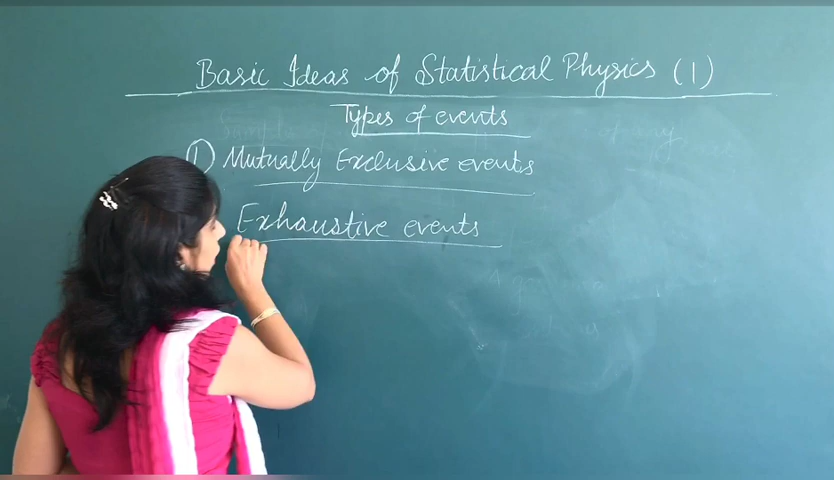 Basic Ideas of Statistical Physics (1)
Types of events
1) Mutually Exclusive events
Exhaustive events